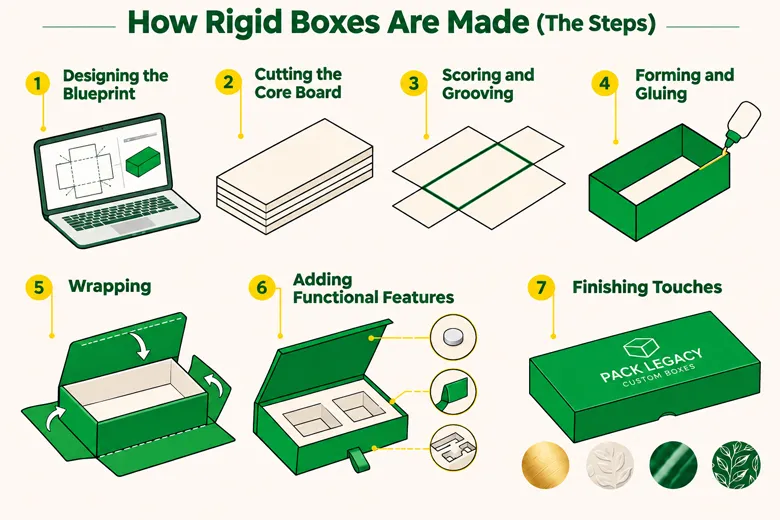 How Rigid Boxes Are Made (The Steps)
1
Designing the
Blueprint
2
Cutting the
Core Board
3
Scoring and
Grooving
4
Forming and
Gluing
5
Wrapping
6
Adding
Functional Features
7
Finishing Touches
PACK LEGACY
CUSTOM BOXES